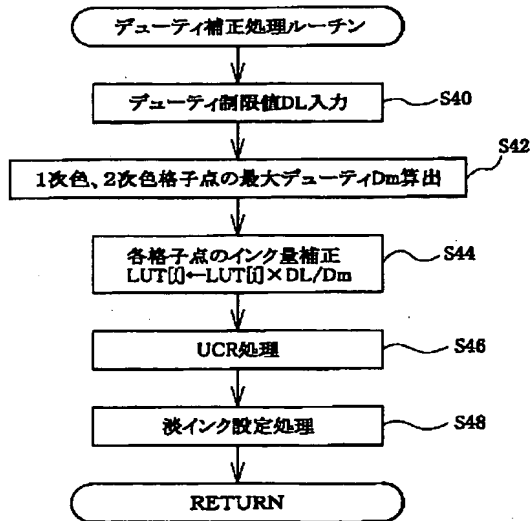 デューティ補正処理ルーチン
デューティ制限値DL入力
S40
S42
1次色、2次色格子点の最大デューティDm算出
各格子点のインク量補正
LUT[i]←LUT[i]×DL/Dm
S44
UCR処理
S46
淡インク設定処理
S48
RETURN